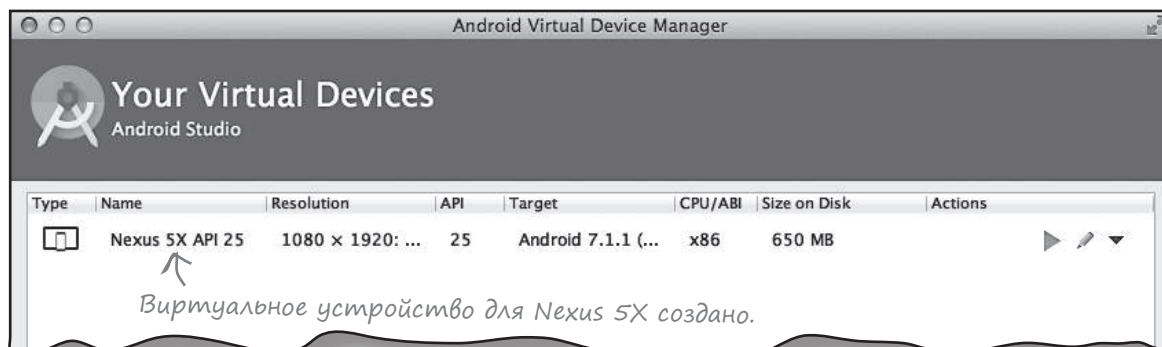 Android Virtual Device Manager
Your Virtual Devices
Android Studio
Type Name Resolution API Target CPU/ABI Size on Disk Actions
Nexus 5X API 25 1080 × 1920: ... 25 Android 7.1.1 (... x86 650 MB
Виртуальное устройство для Nexus 5X создано.